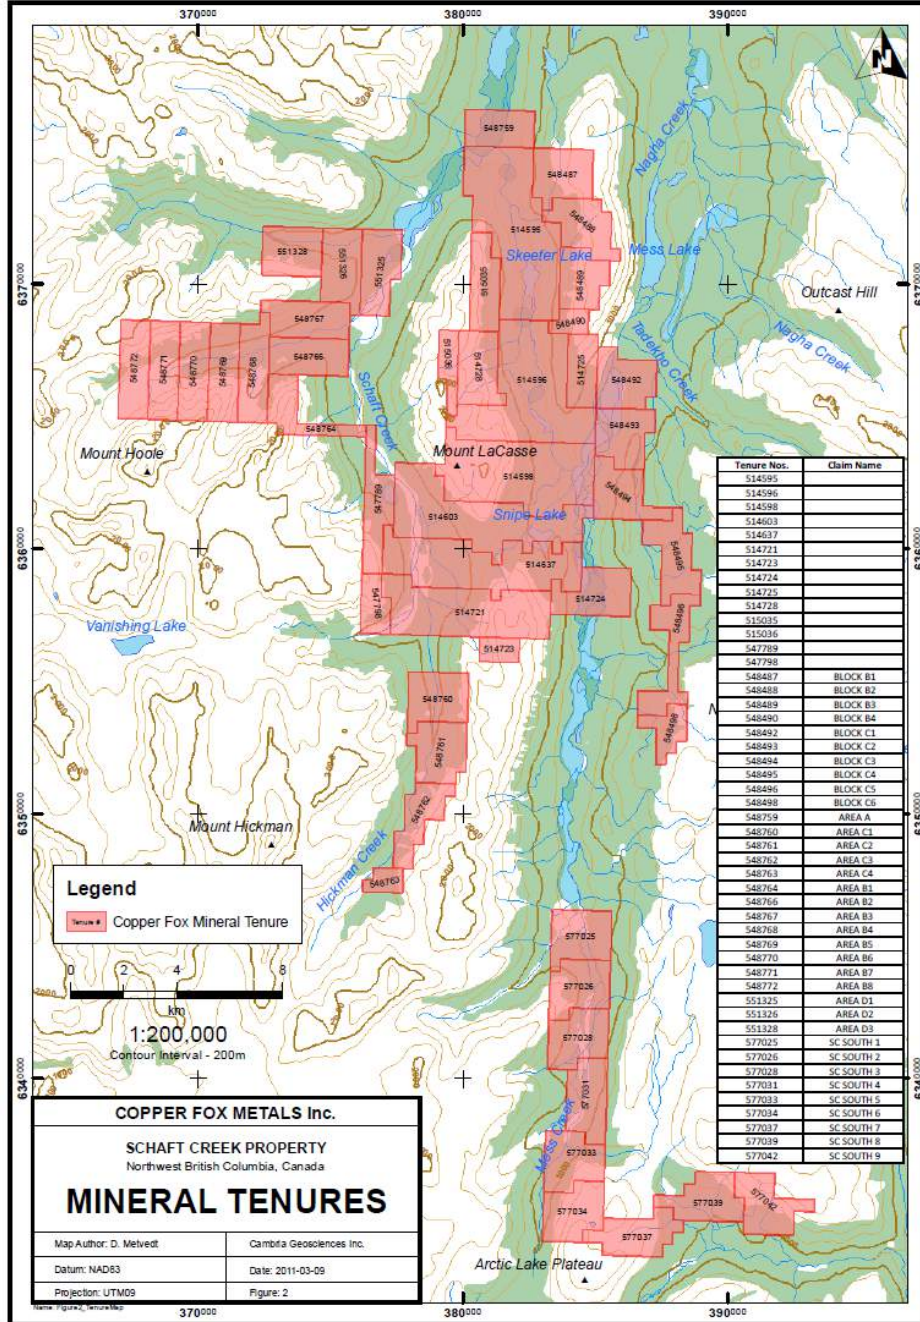 370000
380000
390000
N
548759
548487
Nagha Creek
548488
514595
Mess Lake
551328
551326
551325
515035
Skeeter Lake
548489
6370000
6370000
Outcast Hill
548767
548490
Tadekho Creek
Nagha Creek
548772
548771
548770
548769
548768
548766
515036
514728
514596
514725
548492
Schaft Creek
548764
548493
Mount Hoole
Mount LaCasse
514598
547789
548494
514603
Snipe Lake
6360000
6360000
548495
514637
547798
514721
514724
548496
Vanishing Lake
514723
548760
548498
N
548761
6350000
6350000
548762
Mount Hickman
Hickman Creek
548763
Tenure Nos. Claim Name
514595
514596
514598
514603
514637
514721
514723
514724
514725
514728
515035
515036
547789
547798
548487 BLOCK B1
548488 BLOCK B2
548489 BLOCK B3
548490 BLOCK B4
548492 BLOCK C1
548493 BLOCK C2
548494 BLOCK C3
548495 BLOCK C4
548496 BLOCK C5
548498 BLOCK C6
548759 AREA A
548760 AREA C1
548761 AREA C2
548762 AREA C3
548763 AREA C4
548764 AREA B1
548766 AREA B2
548767 AREA B3
548768 AREA B4
548769 AREA B5
548770 AREA B6
548771 AREA B7
548772 AREA B8
551325 AREA D1
551326 AREA D2
551328 AREA D3
577025 SC SOUTH 1
577026 SC SOUTH 2
577028 SC SOUTH 3
577031 SC SOUTH 4
577033 SC SOUTH 5
577034 SC SOUTH 6
577037 SC SOUTH 7
577039 SC SOUTH 8
577042 SC SOUTH 9
Legend
Tenure # Copper Fox Mineral Tenure
0 2 4 8
km
1:200,000
Contour Interval - 200m
577025
577026
577028
6340000
6340000
577031
Mess Creek
577033
577034
577039
577042
577037
Arctic Lake Plateau
COPPER FOX METALS Inc.
SCHAFT CREEK PROPERTY
Northwest British Columbia, Canada
MINERAL TENURES
Map Author: D. Metvedt
Cambria Geosciences Inc.
Datum: NAD83
Date: 2011-03-09
Projection: UTM09
Figure: 2
Name: Figure2_TenureMap
370000
380000
390000